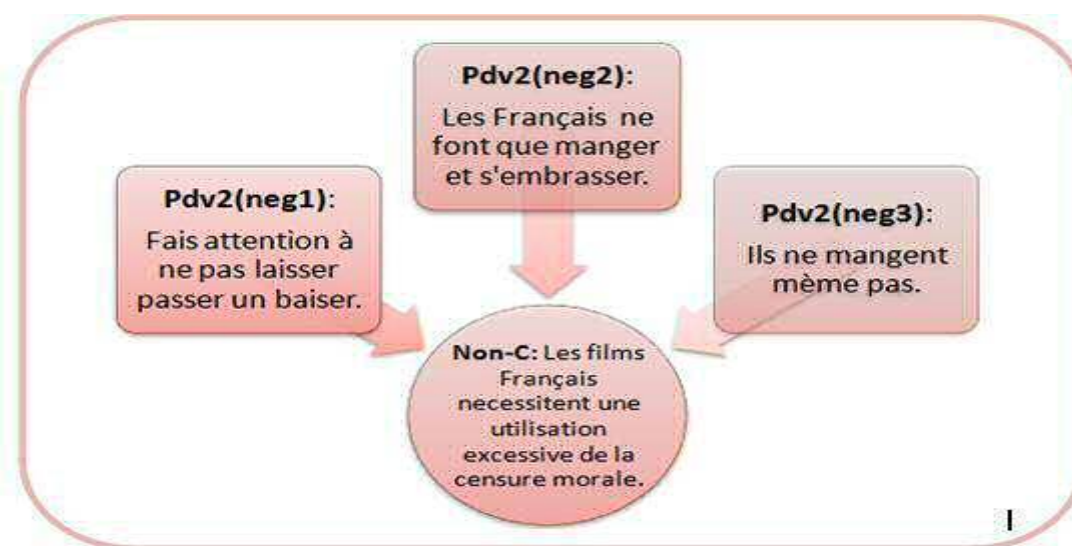 Pdv2(neg2):
Les Français ne
font que manger
et s'embrasser.
Pdv2(neg1):
Fais attention à
ne pas laisser
passer un baiser.
Pdv2(neg3):
Ils ne mangent
mème pas.
Non-C: Les films
Français
necessitent une
utilisation
excessive de la
censure morale.
I